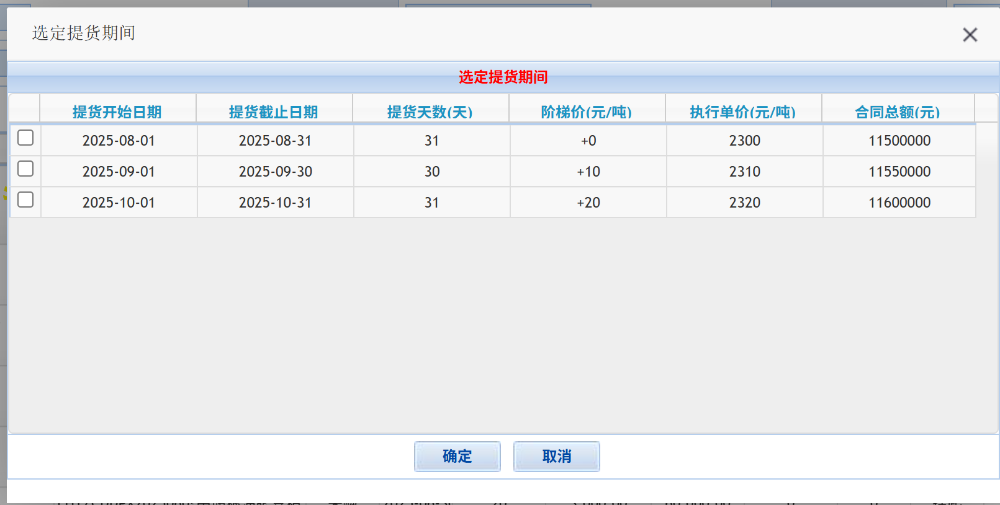 选定提货期间
选定提货期间
提货开始日期 提货截止日期 提货天数(天) 阶梯价(元/吨) 执行单价(元/吨) 合同总额(元)
2025-08-01 2025-08-31 31 +0 2300 11500000
2025-09-01 2025-09-30 30 +10 2310 11550000
2025-10-01 2025-10-31 31 +20 2320 11600000
确定 取消